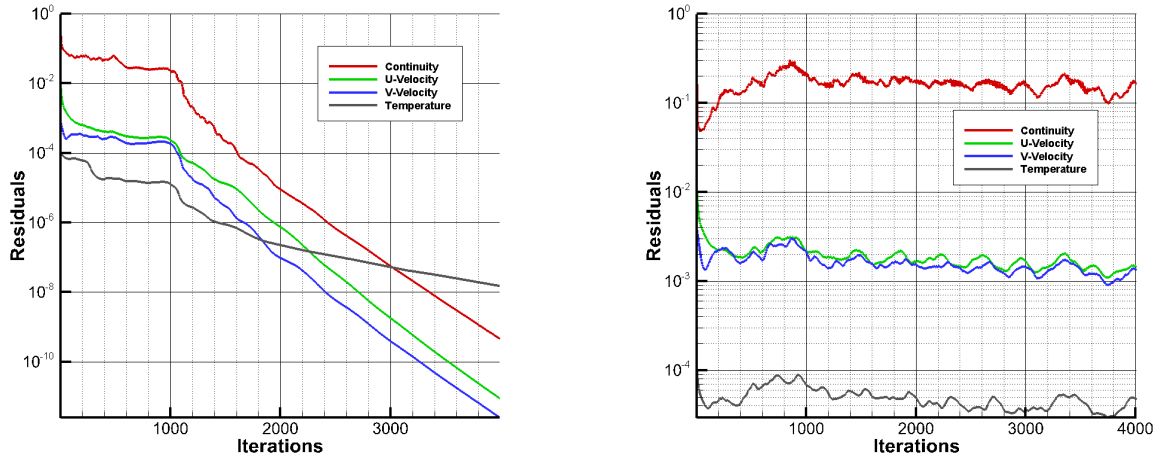 10^0
10^-2
10^-4
10^-6
10^-8
10^-10
Residuals
Continuity
U-Velocity
V-Velocity
Temperature
1000
2000
3000
Iterations
10^0
10^-1
10^-2
10^-3
10^-4
Residuals
Continuity
U-Velocity
V-Velocity
Temperature
1000
2000
3000
4000
Iterations